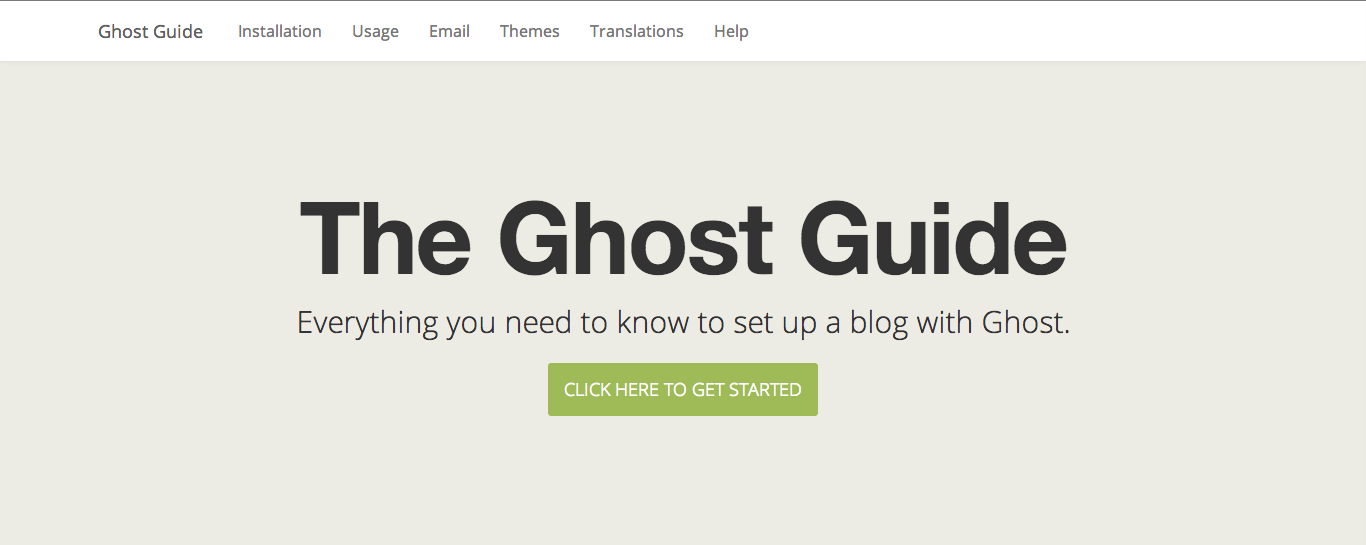 Ghost Guide Installation Usage Email Themes Translations Help
The Ghost Guide
Everything you need to know to set up a blog with Ghost.
CLICK HERE TO GET STARTED